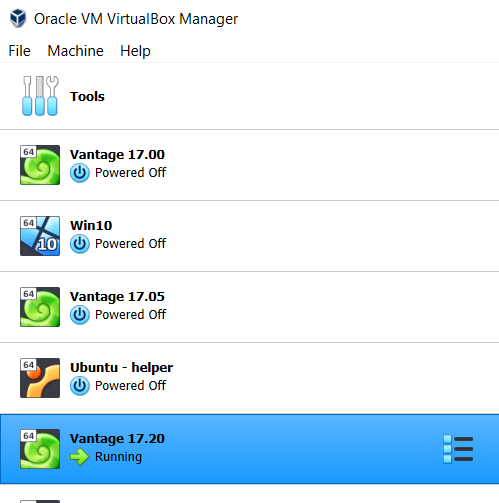 Oracle VM VirtualBox Manager
File Machine Help
Tools
64
Vantage 17.00
Powered Off
64
10
Win10
Powered Off
64
Vantage 17.05
Powered Off
64
Ubuntu - helper
Powered Off
64
Vantage 17.20
Running